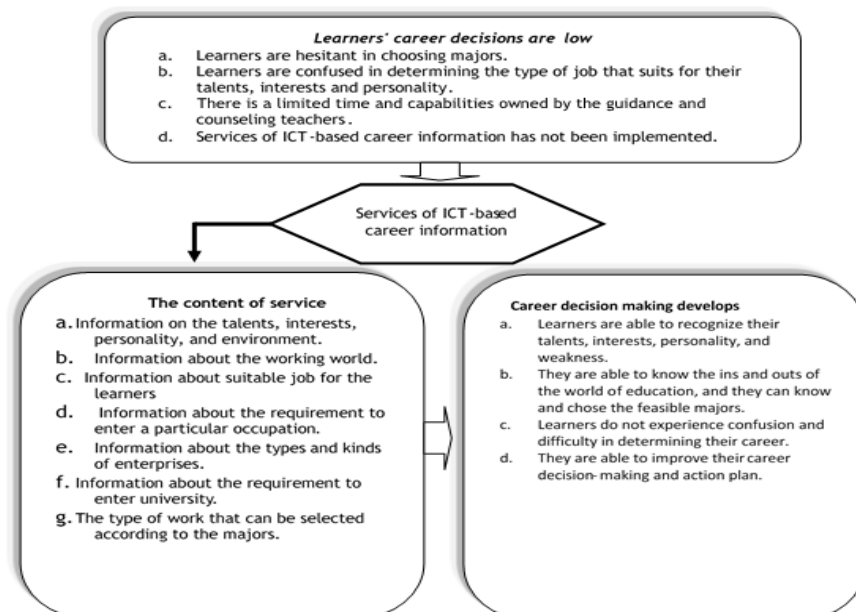 Learners' career decisions are low
a. Learners are hesitant in choosing majors.
b. Learners are confused in determining the type of job that suits for their
talents, interests and personality.
c. There is a limited time and capabilities owned by the guidance and
counseling teachers.
d. Services of ICT-based career information has not been implemented.
Services of ICT-based
career information
The content of service
a. Information on the talents, interests,
personality, and environment.
b. Information about the working world.
c. Information about suitable job for the
learners
d. Information about the requirement to
enter a particular occupation.
e. Information about the types and kinds
of enterprises.
f. Information about the requirement to
enter university.
g. The type of work that can be selected
according to the majors.
Career decision making develops
a. Learners are able to recognize their
talents, interests, personality, and
weakness.
b. They are able to know the ins and outs of
the world of education, and they can know
and chose the feasible majors.
c. Learners do not experience confusion and
difficulty in determining their career.
d. They are able to improve their career
decision-making and action plan.